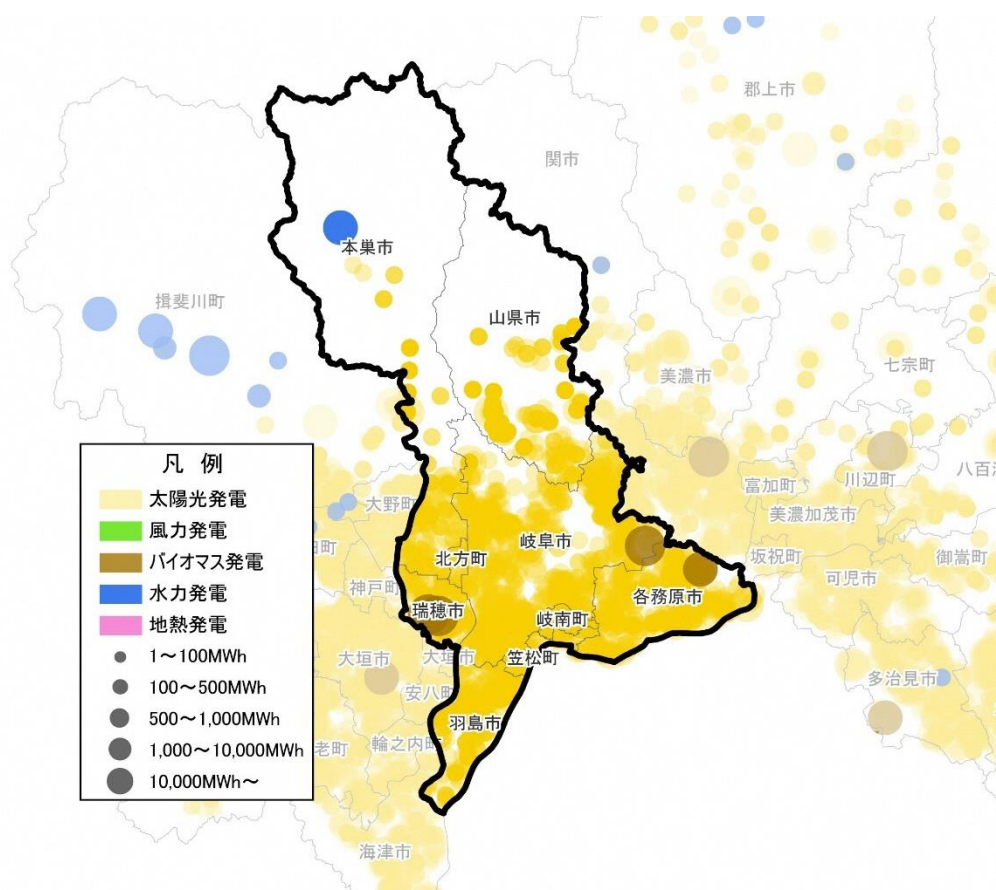 郡上市
関市
本巣市
揖斐川町
山県市
七宗町
美濃市
凡 例
太陽光発電
風力発電
バイオマス発電
水力発電
地熱発電
1～100MWh
100～500MWh
500～1,000MWh
1,000～10,000MWh
10,000MWh～
川辺町
八百
富加町
大野町
美濃加茂市
岐阜市
田町
坂祝町
御嵩町
北方町
可児市
神戸町
各務原市
瑞穂市
岐南町
大垣市
大垣市
笠松町
多治見市
安八町
羽島市
老町
輪之内町
海津市